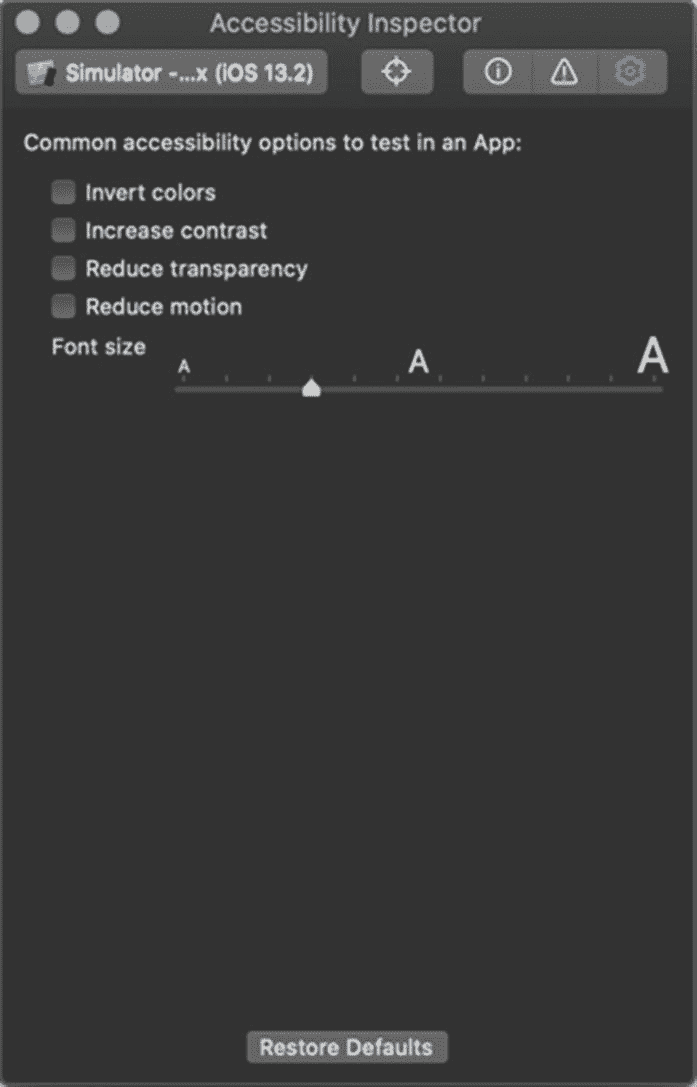 Accessibility Inspector
Simulator -...x (iOS 13.2)
Common accessibility options to test in an App:
Invert colors
Increase contrast
Reduce transparency
Reduce motion
Font size
A A A
Restore Defaults